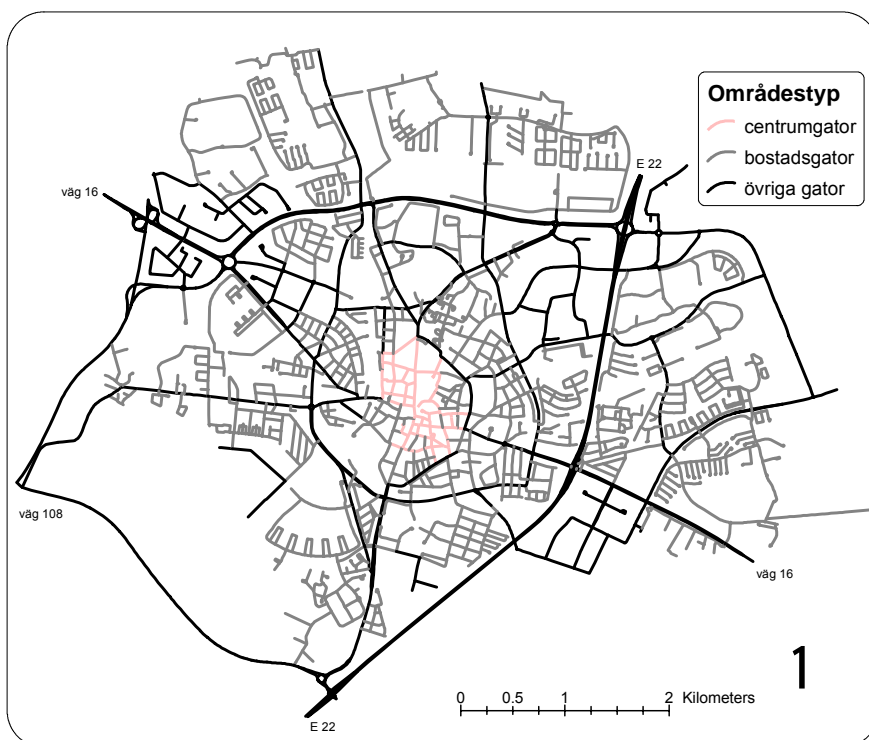 Områdestyp
centrumgator
bostadsgator
övriga gator
E 22
väg 16
väg 108
väg 16
E 22
0 0.5 1 2 Kilometers
1